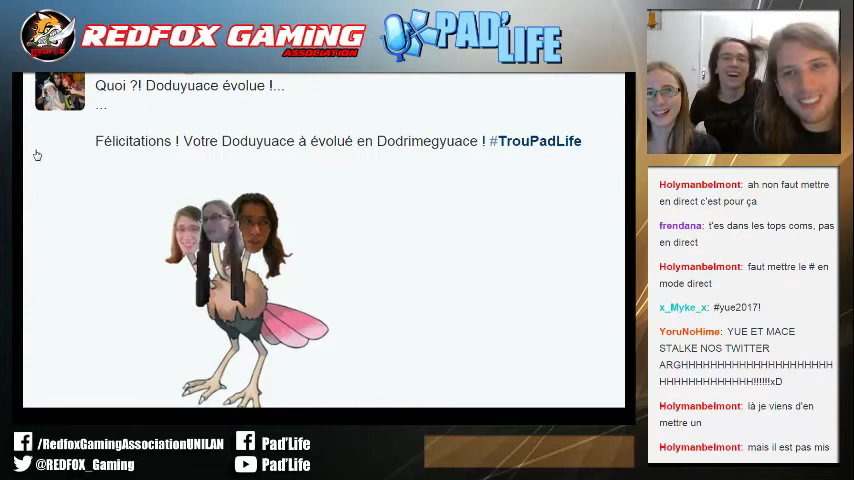 REDFOX GAMING
ASSOCIATION
REDFOX
PAD'LIFE
Quoi ?! Doduyuace évolue !...
...
Félicitations ! Votre Doduyuace à évolué en Dodrimegyuace ! #TrouPadLife
Holymanbelmont: ah non faut mettre
en direct c'est pour ça
frendana: t'es dans les tops coms, pas
en direct
Holymanbelmont: faut mettre le # en
mode direct
x_Myke_x: #yue2017!
YoruNoHime: YUE ET MACE
STALKE NOS TWITTER
ARGHHHHHHHHHHHHHHHHHHHH
HHHHHHHHHHHHH!!!!!!xD
Holymanbelmont: là je viens d'en
mettre un
Holymanbelmont: mais il est pas mis
/RedfoxGamingAssociationUNILAN
Pad'Life
@REDFOX_Gaming
Pad'Life